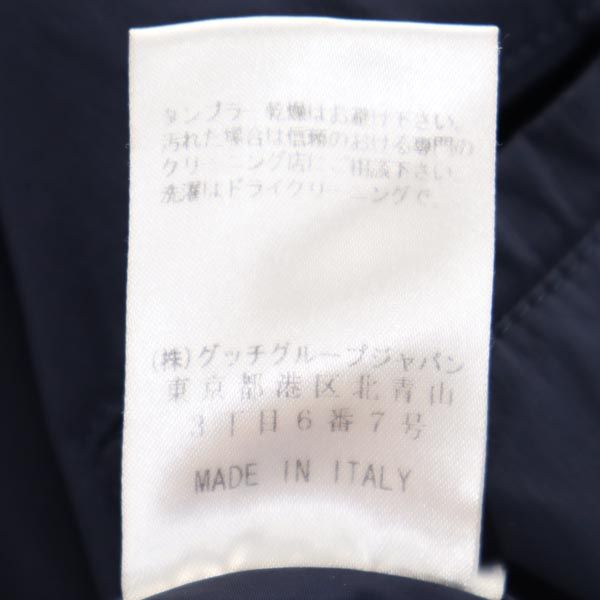 タンブラー乾燥はお避け下さい。
汚れた場合は信頼のおける専門の
クリーニング店にご相談下さい
洗濯はドライクリーニングで。
(株)グッチグループジャパン
東京都港区北青山
3丁目6番7号
MADE IN ITALY